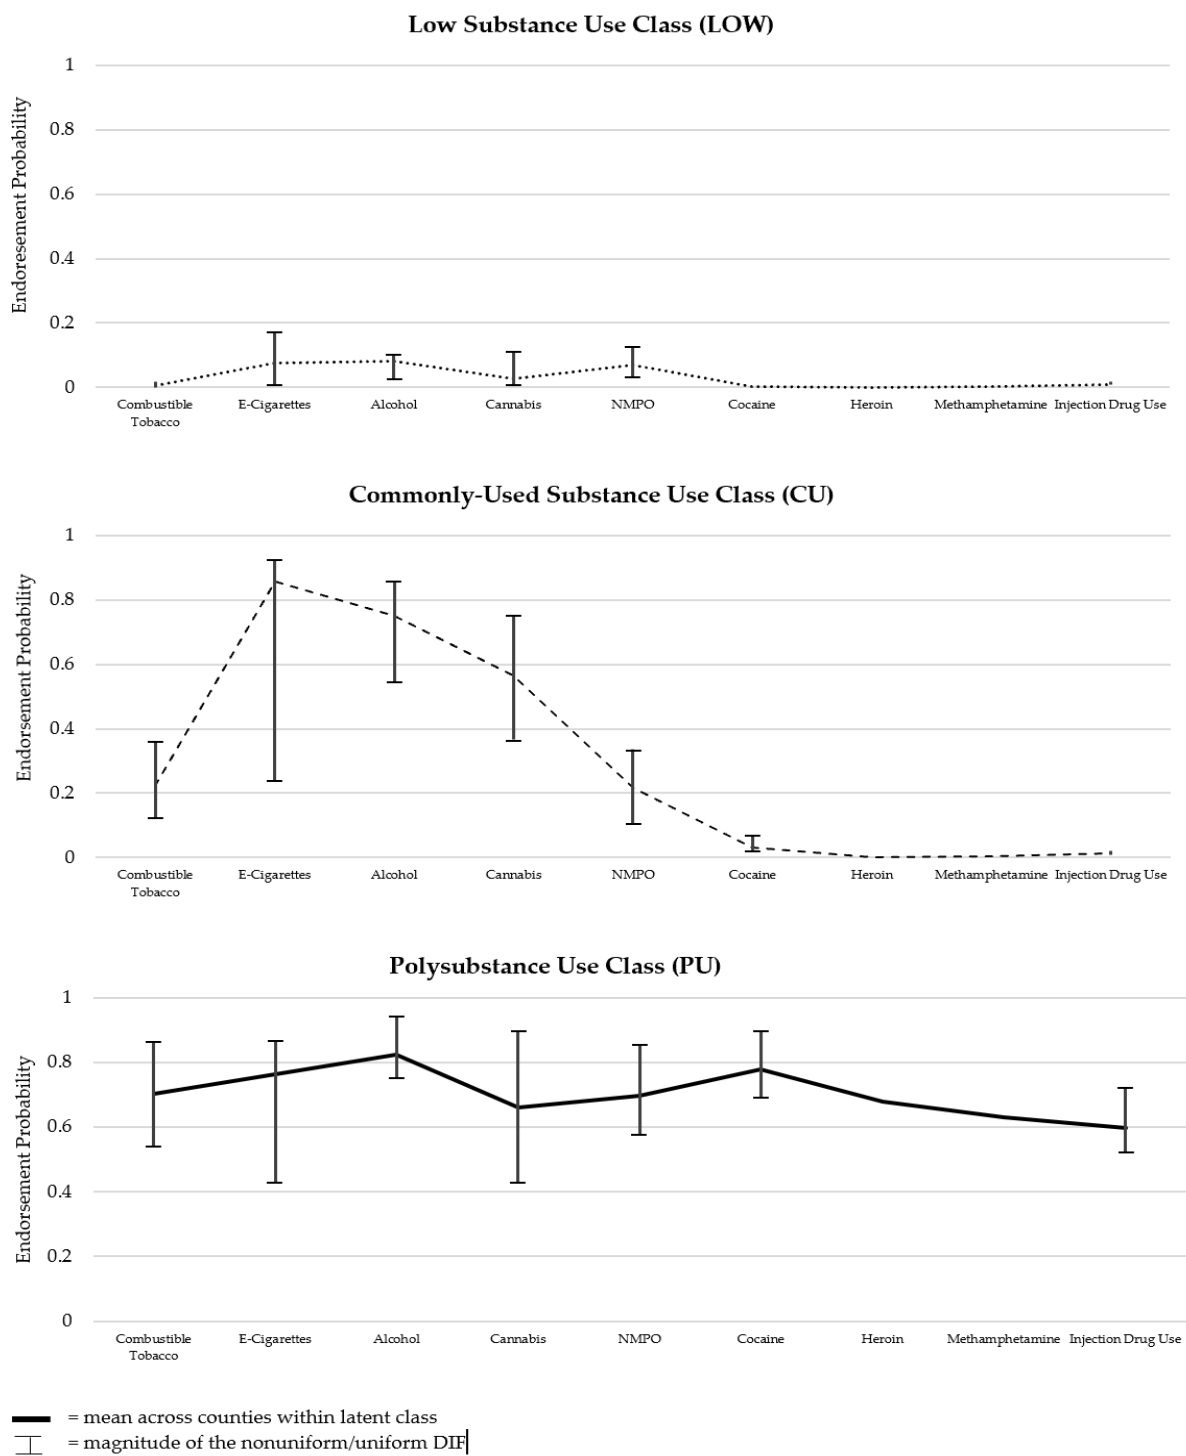 Low Substance Use Class (LOW)
Endoresement Probability
1
0.8
0.6
0.4
0.2
0
Combustible Tobacco E-Cigarettes Alcohol Cannabis NMPO Cocaine Heroin Methamphetamine Injection Drug Use
Commonly-Used Substance Use Class (CU)
Endorsement Probability
1
0.8
0.6
0.4
0.2
0
Combustible Tobacco E-Cigarettes Alcohol Cannabis NMPO Cocaine Heroin Methamphetamine Injection Drug Use
Polysubstance Use Class (PU)
Endorsement Probability
1
0.8
0.6
0.4
0.2
0
Combustible Tobacco E-Cigarettes Alcohol Cannabis NMPO Cocaine Heroin Methamphetamine Injection Drug Use
= mean across counties within latent class
= magnitude of the nonuniform/uniform DIF